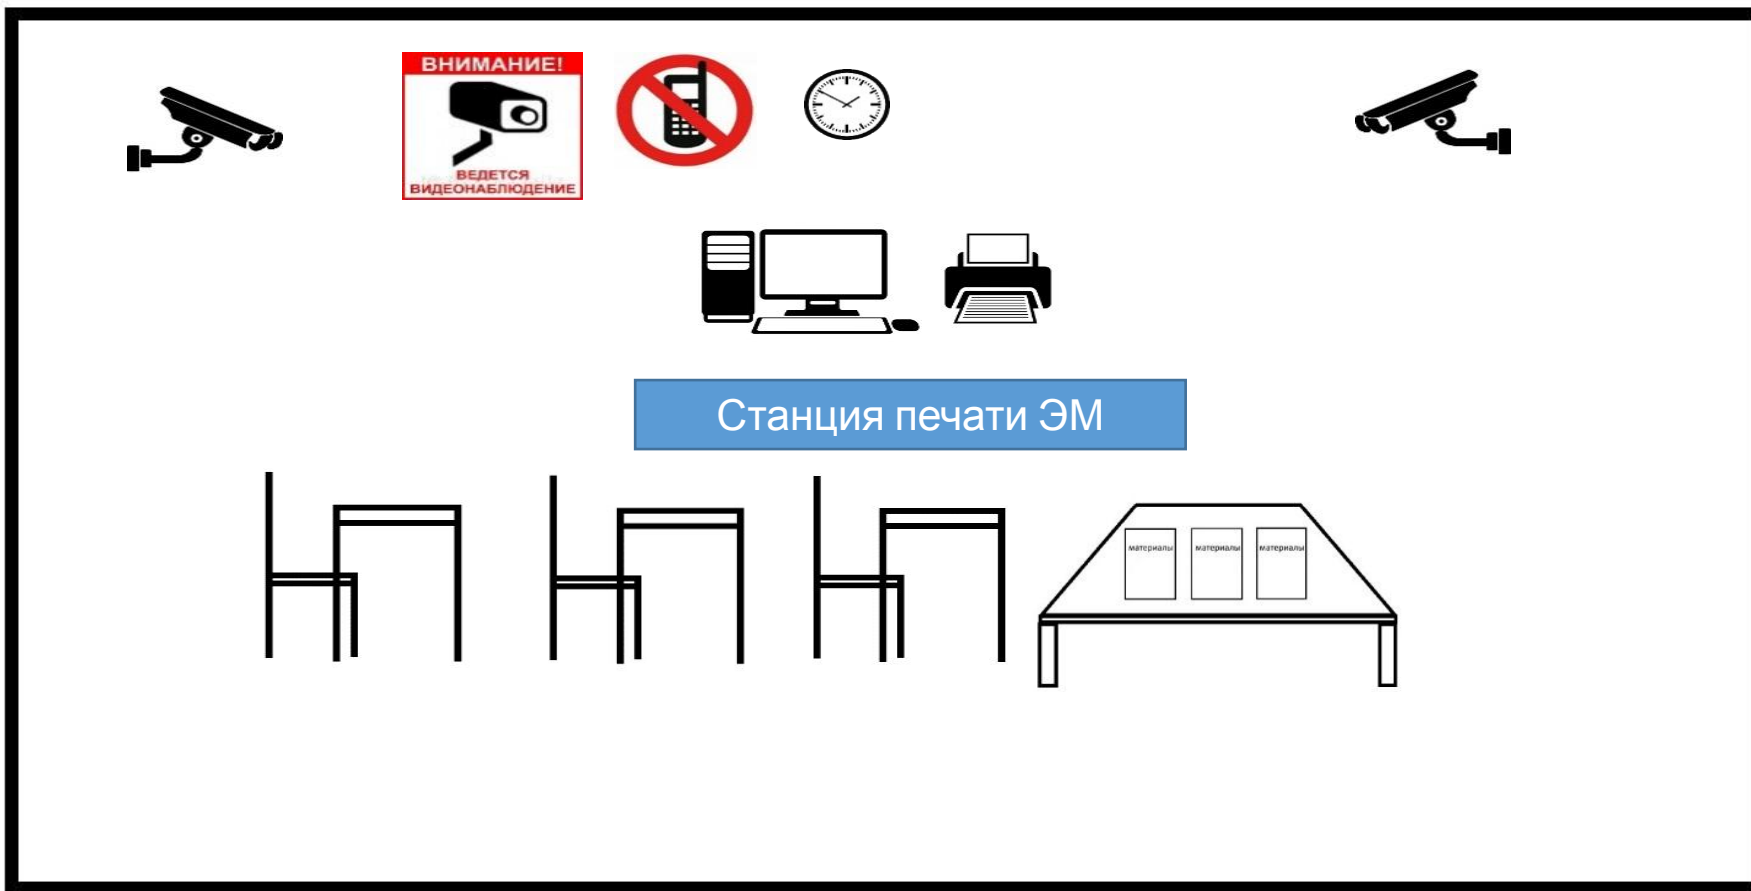 ВНИМАНИЕ!
ВЕДЕТСЯ
ВИДЕОНАБЛЮДЕНИЕ
Станция печати ЭМ
материалы материалы материалы